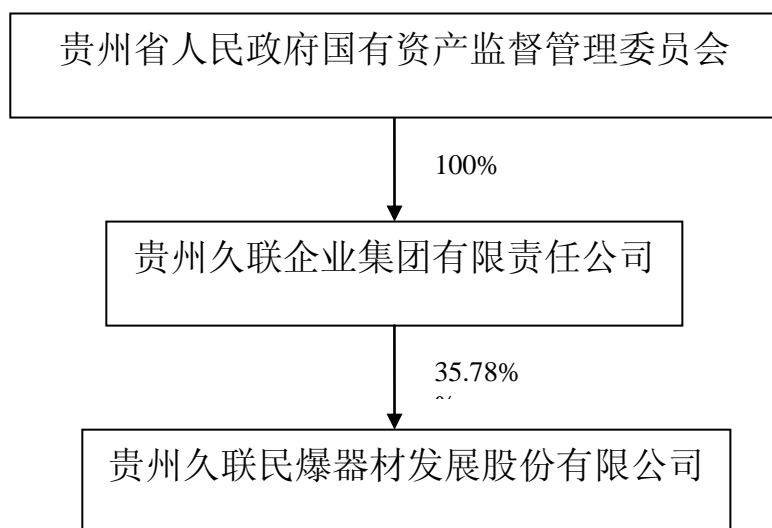 贵州省人民政府国有资产监督管理委员会
100%
贵州久联企业集团有限责任公司
35.78%
%
贵州久联民爆器材发展股份有限公司